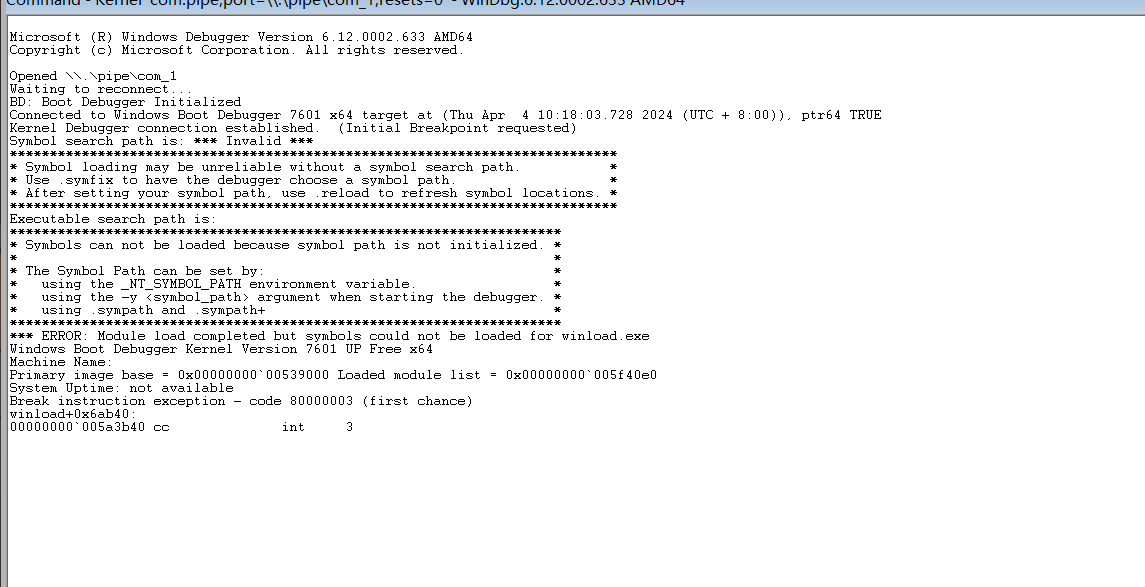 Command - Kernel 'com:pipe,port=\\.\pipe\com_1,resets=0' - WinDbg:6.12.0002.633 AMD64
Microsoft (R) Windows Debugger Version 6.12.0002.633 AMD64
Copyright (c) Microsoft Corporation. All rights reserved.
Opened \\.\pipe\com_1
Waiting to reconnect...
BD: Boot Debugger Initialized
Connected to Windows Boot Debugger 7601 x64 target at (Thu Apr  4 10:18:03.728 2024 (UTC + 8:00)), ptr64 TRUE
Kernel Debugger connection established.  (Initial Breakpoint requested)
Symbol search path is: *** Invalid ***
****************************************************************************
* Symbol loading may be unreliable without a symbol search path.           *
* Use .symfix to have the debugger choose a symbol path.                   *
* After setting your symbol path, use .reload to refresh symbol locations. *
****************************************************************************
Executable search path is:
*********************************************************************
* Symbols can not be loaded because symbol path is not initialized. *
*                                                                   *
* The Symbol Path can be set by:                                    *
*   using the _NT_SYMBOL_PATH environment variable.                 *
*   using the -y <symbol_path> argument when starting the debugger. *
*   using .sympath and .sympath+                                    *
*********************************************************************
*** ERROR: Module load completed but symbols could not be loaded for winload.exe
Windows Boot Debugger Kernel Version 7601 UP Free x64
Machine Name:
Primary image base = 0x00000000`00539000 Loaded module list = 0x00000000`005f40e0
System Uptime: not available
Break instruction exception - code 80000003 (first chance)
winload+0x6ab40:
00000000`005a3b40 cc              int     3